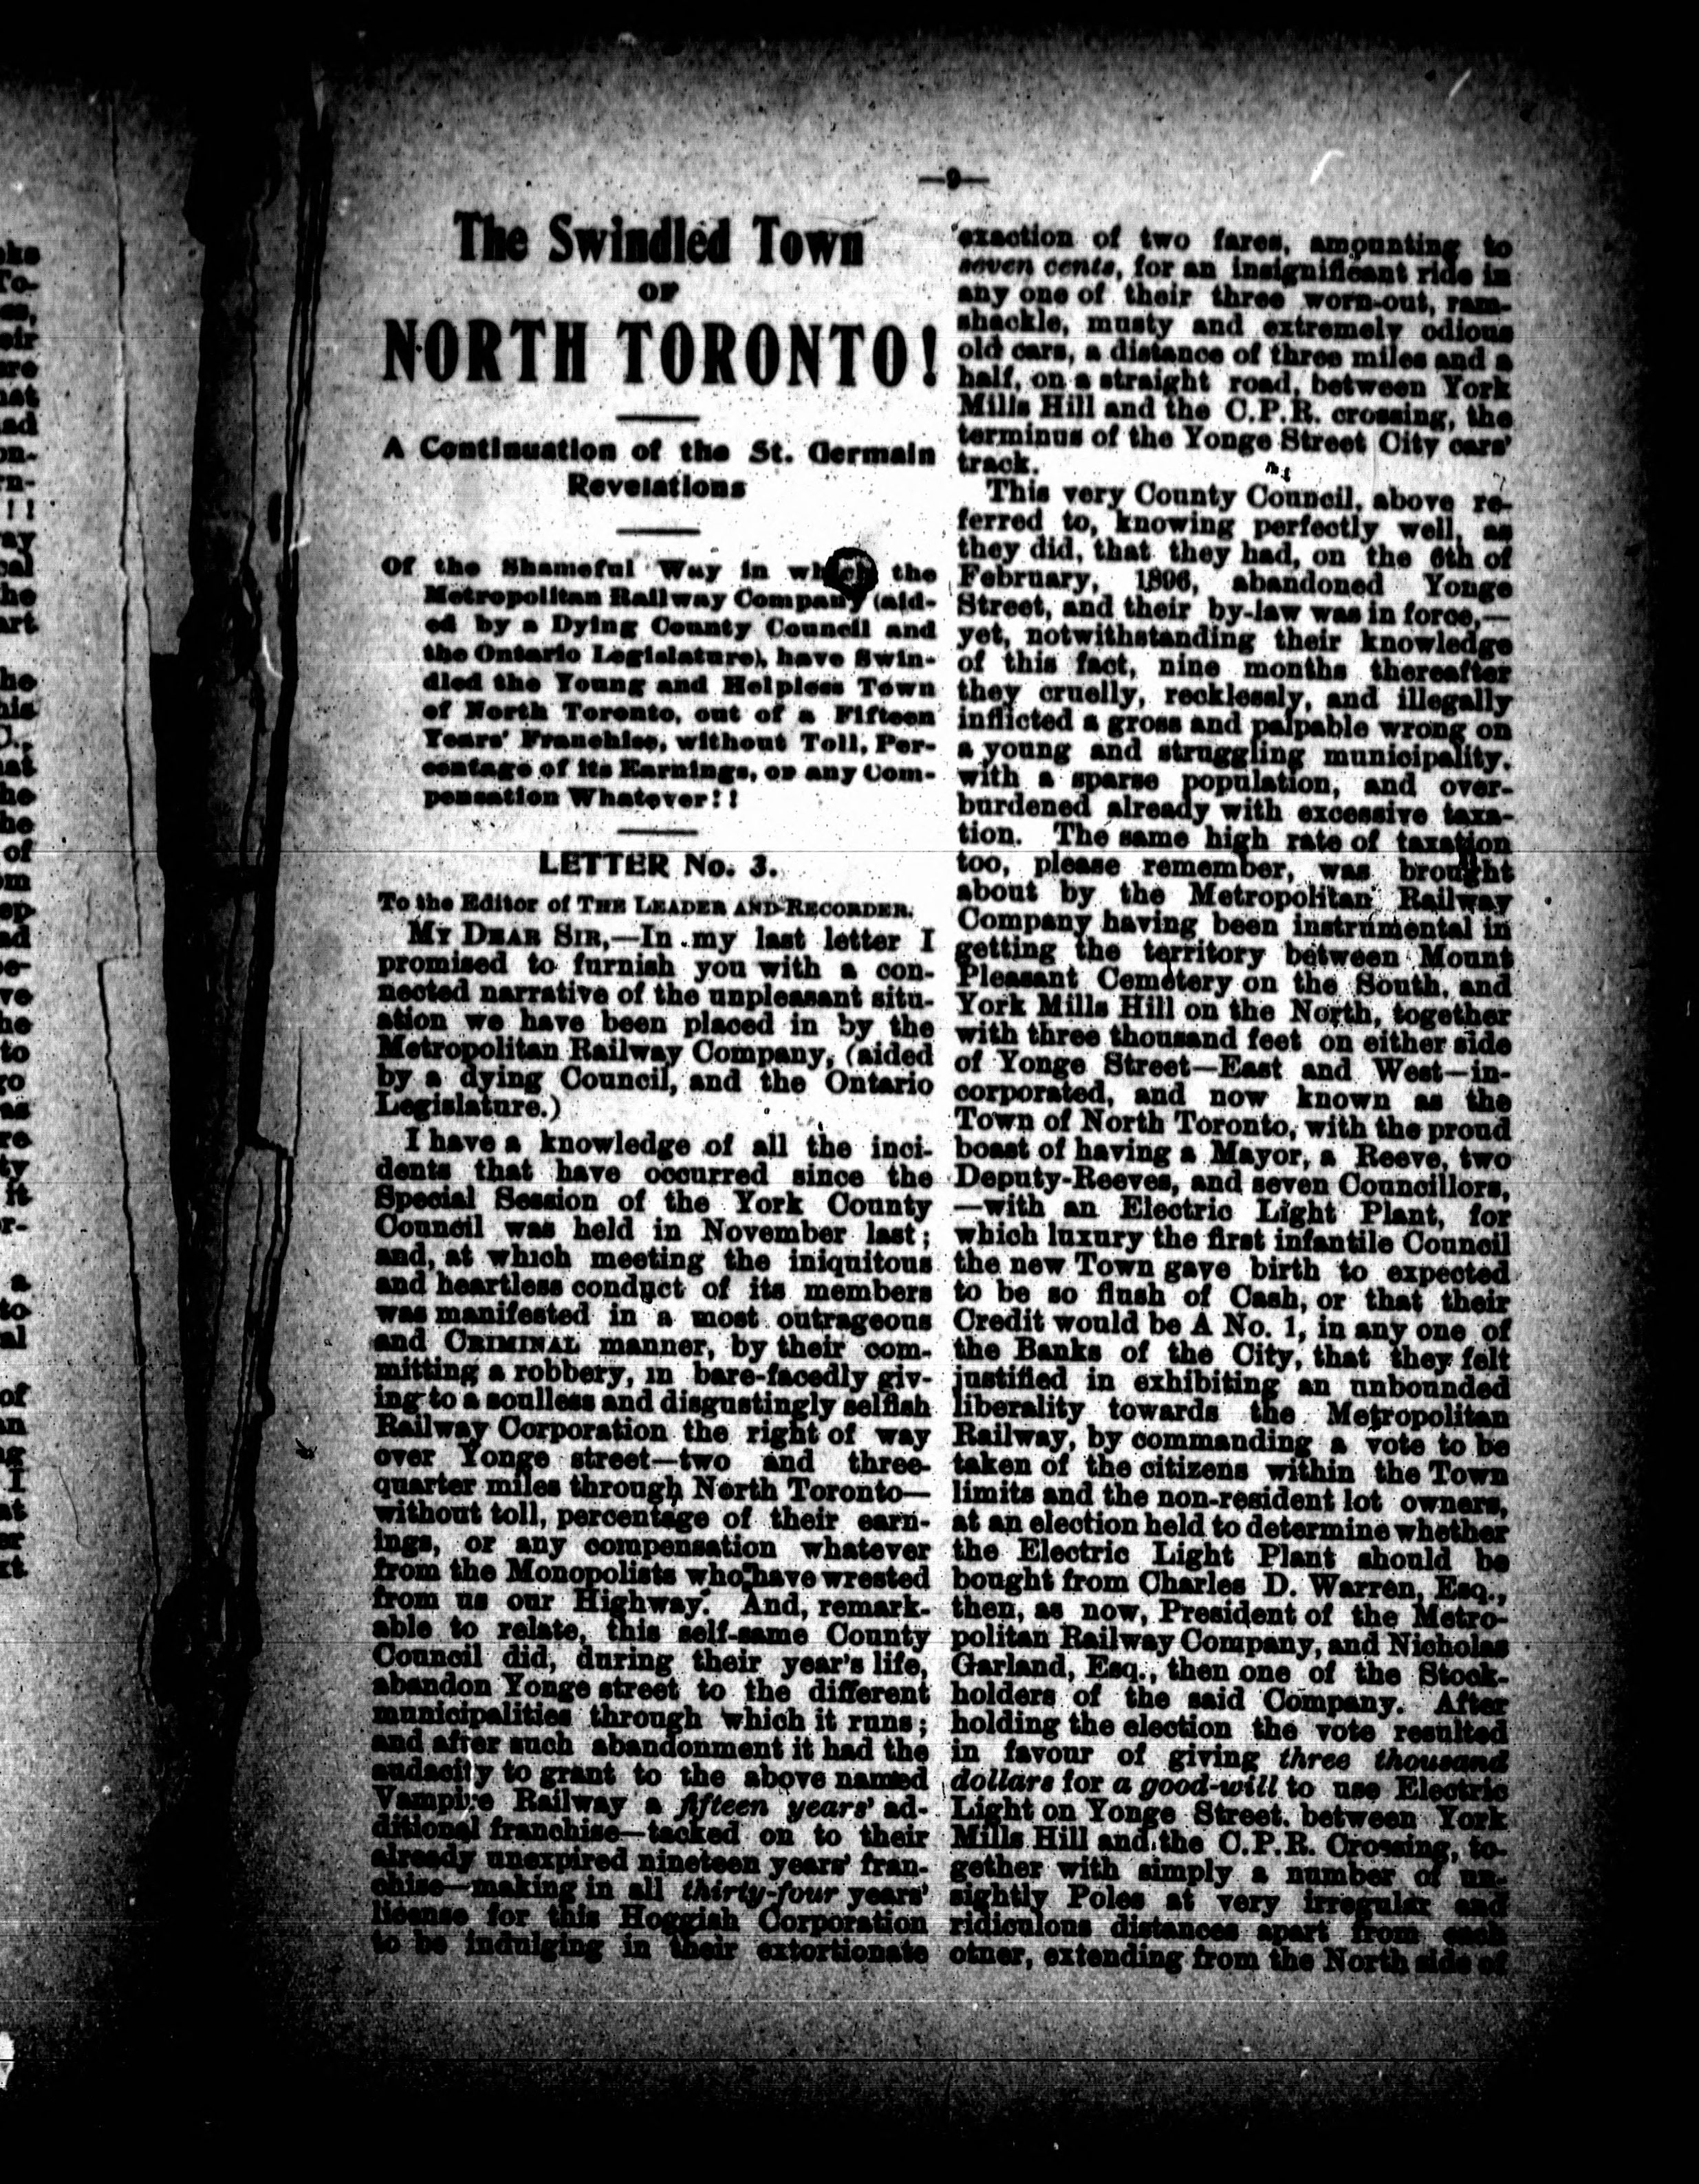 —9—
The Swindled Town
OF
NORTH TORONTO!
A Continuation of the St. Germain
Revelations
Of the Shameful Way in which the
Metropolitan Railway Company (aid-
ed by a Dying County Council and
the Ontario Legislature), have Swin-
dled the Young and Helpless Town
of North Toronto, out of a Fifteen
Years' Franchise, without Toll, Per-
centage of its Earnings, or any Com-
pensation Whatever!!
LETTER No. 3.
To the Editor of THE LEADER AND RECORDER.
MY DEAR SIR,—In my last letter I
promised to furnish you with a con-
nected narrative of the unpleasant situ-
ation we have been placed in by the
Metropolitan Railway Company, (aided
by a dying Council, and the Ontario
Legislature.)
I have a knowledge of all the inci-
dents that have occurred since the
Special Session of the York County
Council was held in November last;
and, at which meeting the iniquitous
and heartless conduct of its members
was manifested in a most outrageous
and CRIMINAL manner, by their com-
mitting a robbery, in bare-facedly giv-
ing to a soulless and disgustingly selfish
Railway Corporation the right of way
over Yonge street—two and three-
quarter miles through North Toronto—
without toll, percentage of their earn-
ings, or any compensation whatever
from the Monopolists who have wrested
from us our Highway. And, remark-
able to relate, this self-same County
Council did, during their year's life,
abandon Yonge street to the different
municipalities through which it runs;
and after such abandonment it had the
audacity to grant to the above named
Vampire Railway a fifteen years' ad-
ditional franchise—tacked on to their
already unexpired nineteen years' fran-
chise—making in all thirty-four years'
license for this Hoggish Corporation
to be indulging in their extortionate
exaction of two fares, amounting to
seven cents, for an insignificant ride in
any one of their three worn-out, ram-
shackle, musty and extremely odious
old cars, a distance of three miles and a
half, on a straight road, between York
Mills Hill and the C.P.R. crossing, the
terminus of the Yonge Street City cars'
track.
This very County Council, above re-
ferred to, knowing perfectly well, as
they did, that they had, on the 6th of
February, 1896, abandoned Yonge
Street, and their by-law was in force,—
yet, notwithstanding their knowledge
of this fact, nine months thereafter
they cruelly, recklessly, and illegally
inflicted a gross and palpable wrong on
a young and struggling municipality,
with a sparse population, and over-
burdened already with excessive taxa-
tion. The same high rate of taxation
too, please remember, was brought
about by the Metropolitan Railway
Company having been instrumental in
getting the territory between Mount
Pleasant Cemetery on the South, and
York Mills Hill on the North, together
with three thousand feet on either side
of Yonge Street—East and West—in-
corporated, and now known as the
Town of North Toronto, with the proud
boast of having a Mayor, a Reeve, two
Deputy-Reeves, and seven Councillors,
—with an Electric Light Plant, for
which luxury the first infantile Council
the new Town gave birth to expected
to be so flush of Cash, or that their
Credit would be A No. 1, in any one of
the Banks of the City, that they felt
justified in exhibiting an unbounded
liberality towards the Metropolitan
Railway, by commanding a vote to be
taken of the citizens within the Town
limits and the non-resident lot owners,
at an election held to determine whether
the Electric Light Plant should be
bought from Charles D. Warren, Esq.,
then, as now, President of the Metro-
politan Railway Company, and Nicholas
Garland, Esq., then one of the Stock-
holders of the said Company. After
holding the election the vote resulted
in favour of giving three thousand
dollars for a good-will to use Electric
Light on Yonge Street, between York
Mills Hill and the C.P.R. Crossing, to-
gether with simply a number of un-
sightly Poles at very irregular and
ridiculons distances apart from each
otner, extending from the North side of